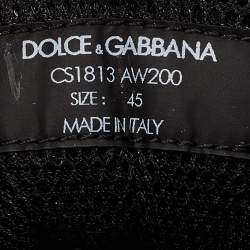 DOLCE & GABBANA
CS1813 AW200
SIZE: 45
MADE IN ITALY